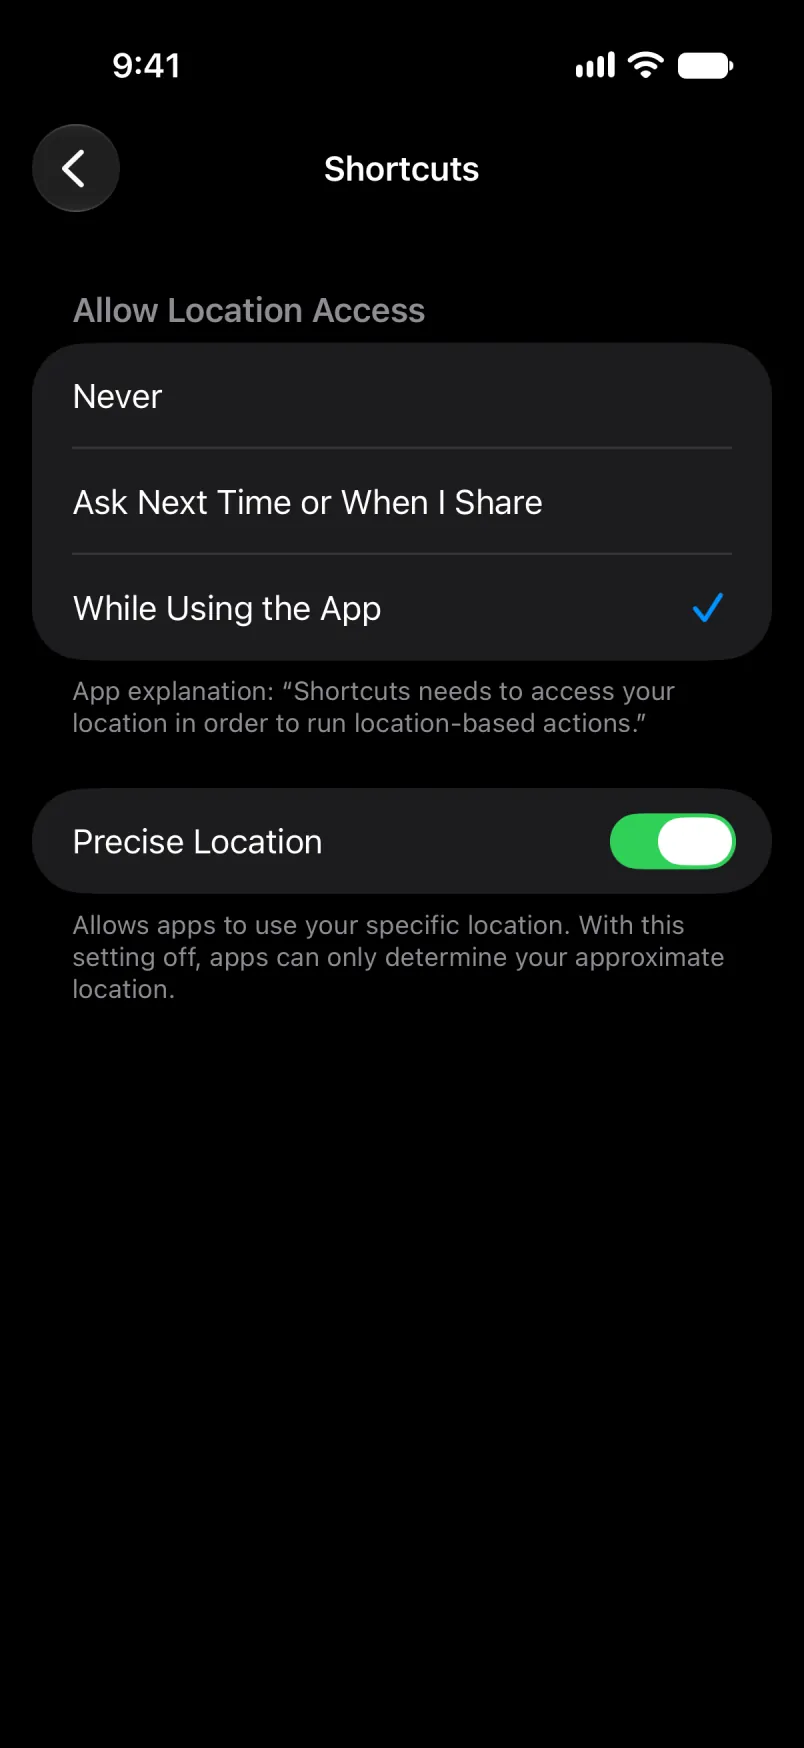 9:41
Shortcuts
Allow Location Access
Never
Ask Next Time or When I Share
While Using the App
App explanation: “Shortcuts needs to access your
location in order to run location-based actions.”
Precise Location
Allows apps to use your specific location. With this
setting off, apps can only determine your approximate
location.